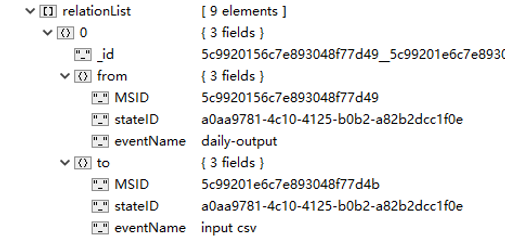 relationList [ 9 elements ]
0 { 3 fields }
_id 5c9920156c7e893048f77d49__5c99201e6c7e8930
from { 3 fields }
MSID 5c9920156c7e893048f77d49
stateID a0aa9781-4c10-4125-b0b2-a82b2dcc1f0e
eventName daily-output
to { 3 fields }
MSID 5c99201e6c7e893048f77d4b
stateID a0aa9781-4c10-4125-b0b2-a82b2dcc1f0e
eventName input csv